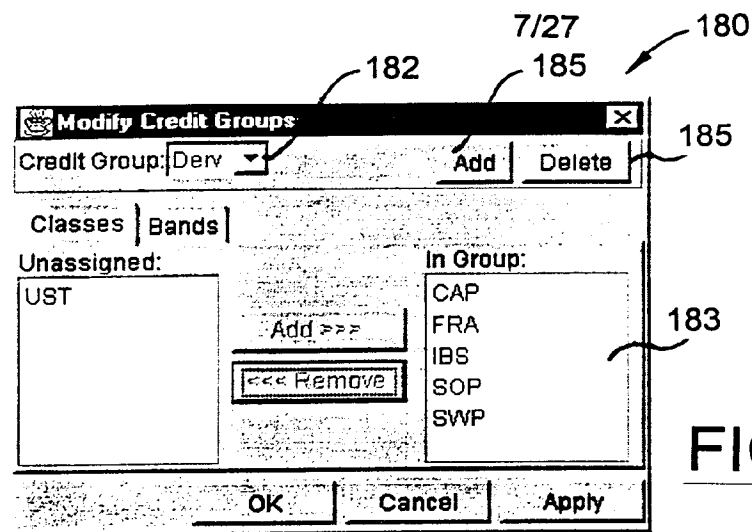 7/27
180
182
185
Modify Credit Groups
Credit Group: Derv
Add
Delete
185
Classes
Bands
Unassigned:
In Group:
UST
CAP
FRA
IBS
SOP
SWP
183
Add >>>
<<< Remove
OK
Cancel
Apply